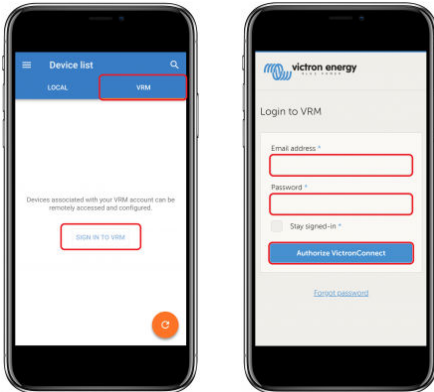 Device list
LOCAL
VRM
Devices associated with your VRM account can be
remotely accessed and configured.
SIGN IN TO VRM
victron energy
BLUE POWER
Login to VRM
Email address *
Password *
Stay signed-in *
Authorize VictronConnect
Forgot password